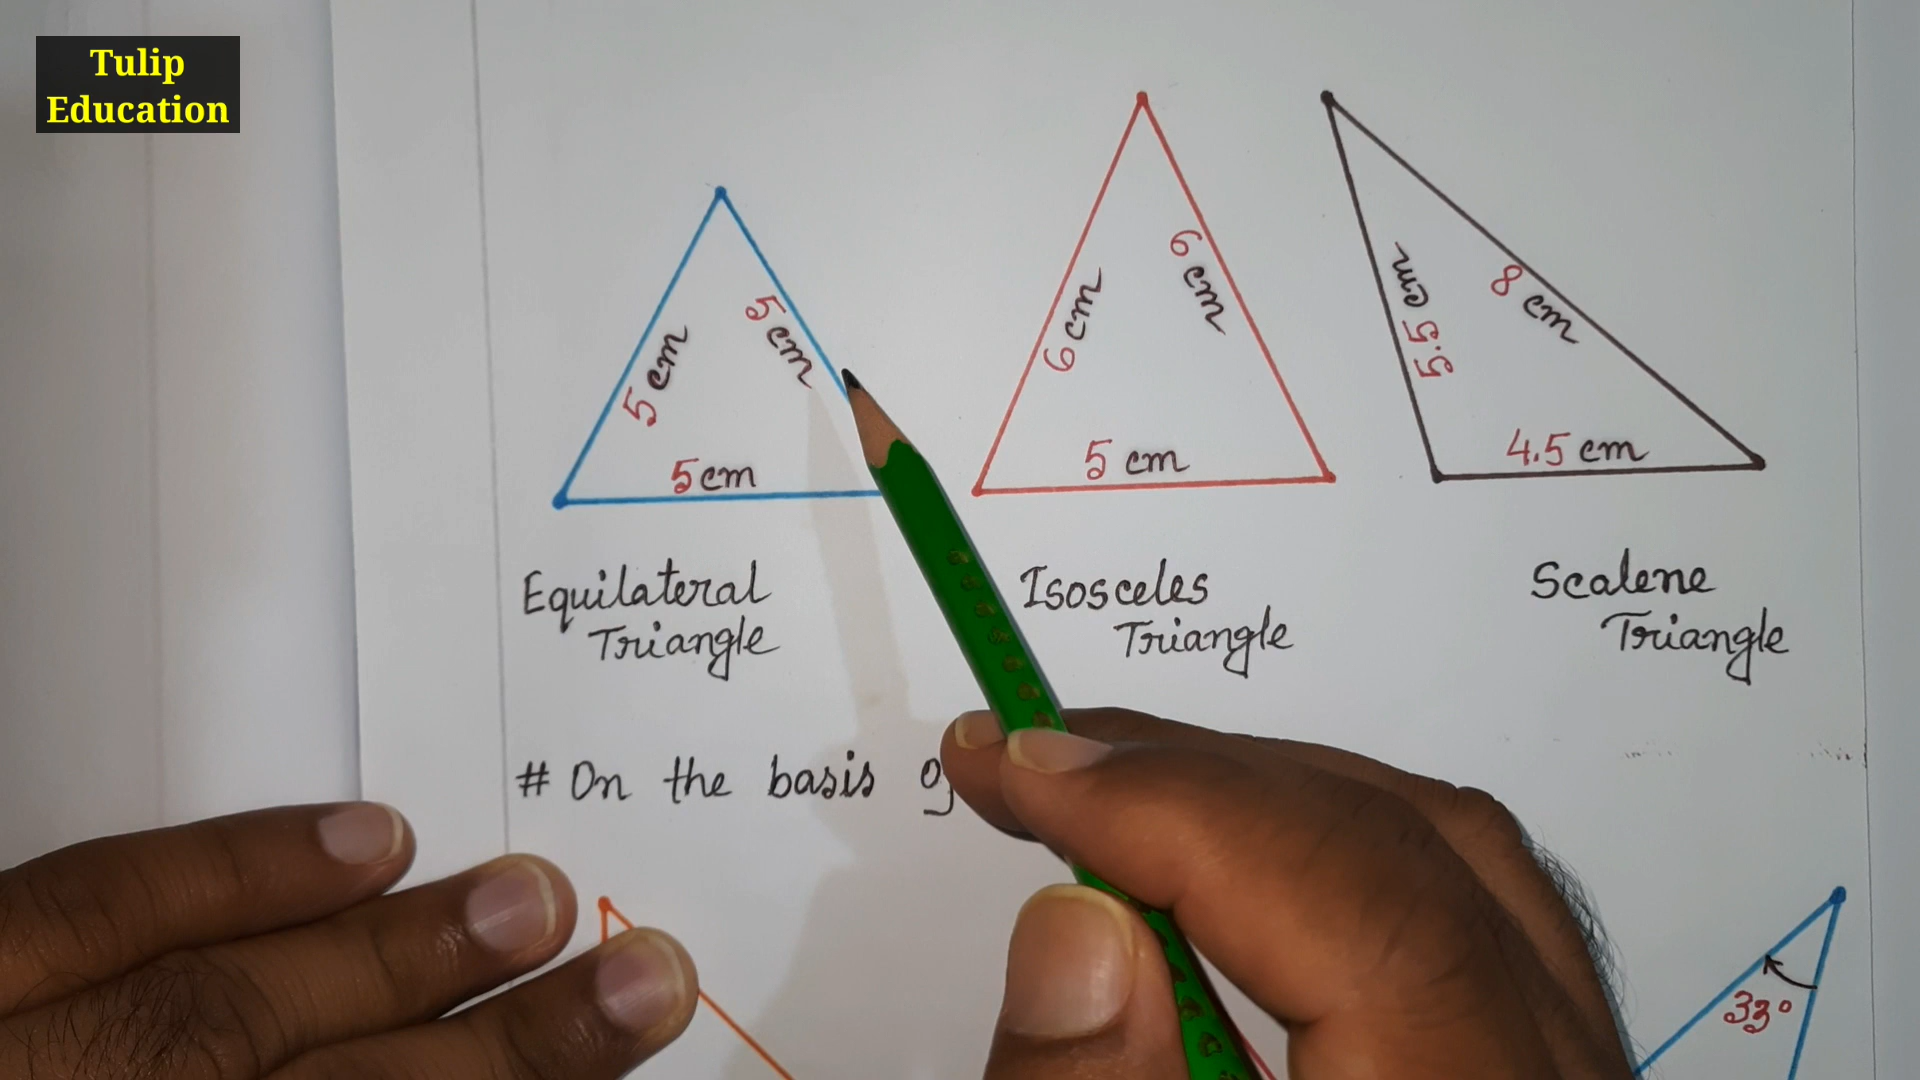 Tulip
Education
5 cm
5 cm
5 cm
6 cm
6 cm
5 cm
5.5 cm
8 cm
4.5 cm
Equilateral
Triangle
Isosceles
Triangle
Scalene
Triangle
# On the basis
33°